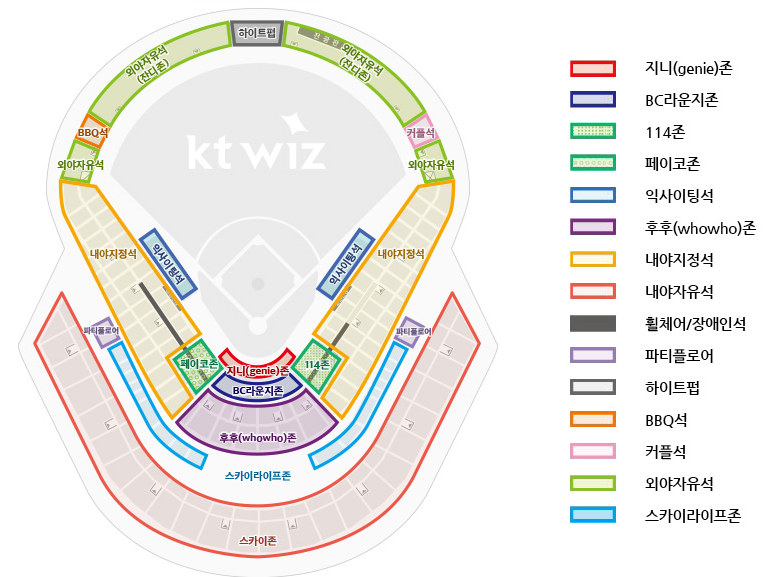 하이트펍
외야자유석
(잔디존)
전광판
외야자유석
(잔디존)
BBQ석
커플석
외야자유석
외야자유석
kt wiz
내야지정석
익사이팅석
익사이팅석
내야지정석
파티플로어
파티플로어
페이코존
지니(genie)존
114존
BC라운지존
후후(whowho)존
스카이라이프존
스카이존
지니(genie)존
BC라운지존
114존
페이코존
익사이팅석
후후(whowho)존
내야지정석
내야자유석
휠체어/장애인석
파티플로어
하이트펍
BBQ석
커플석
외야자유석
스카이라이프존